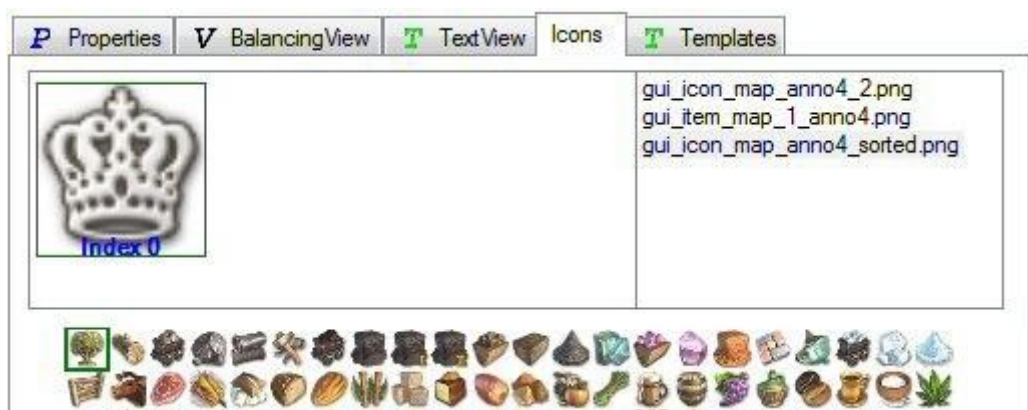 P Properties V BalancingView T TextView Icons T Templates
gui_icon_map_anno4_2.png
gui_item_map_1_anno4.png
gui_icon_map_anno4_sorted.png
Index 0